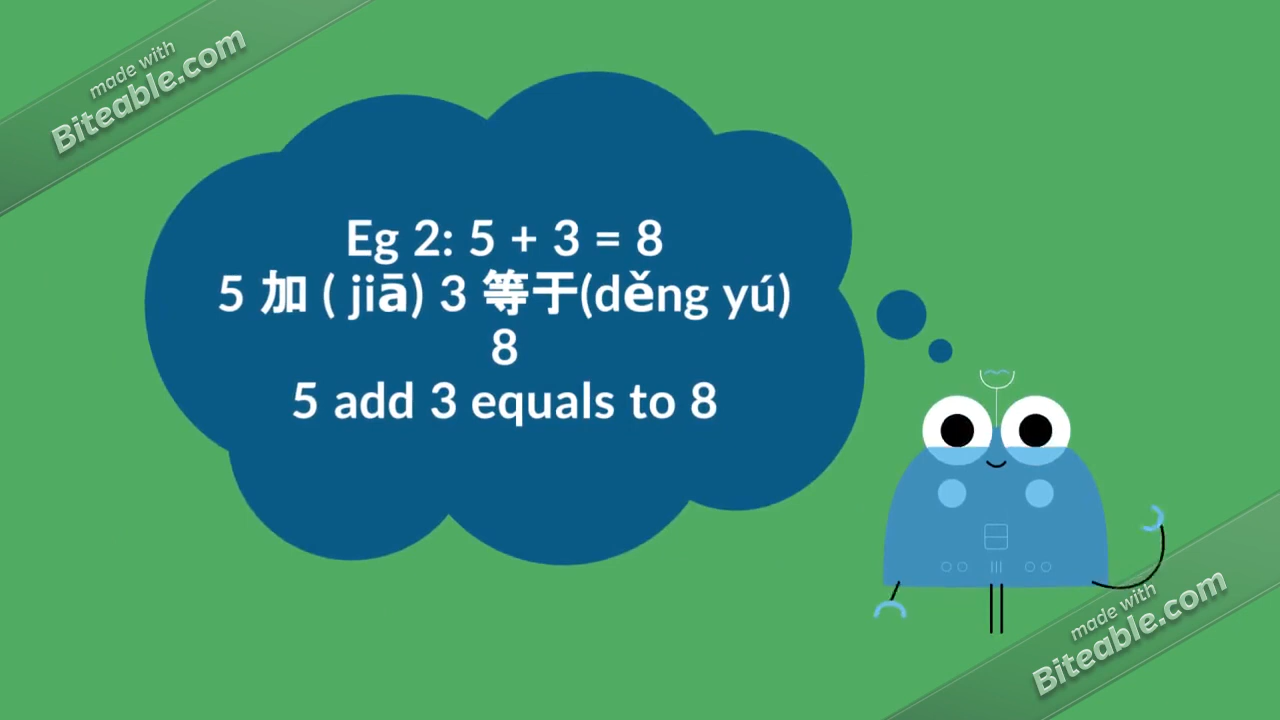 made with
Biteable.com
Eg 2: 5 + 3 = 8
5 加 ( jiā) 3 等于(děng yú)
8
5 add 3 equals to 8
made with
Biteable.com